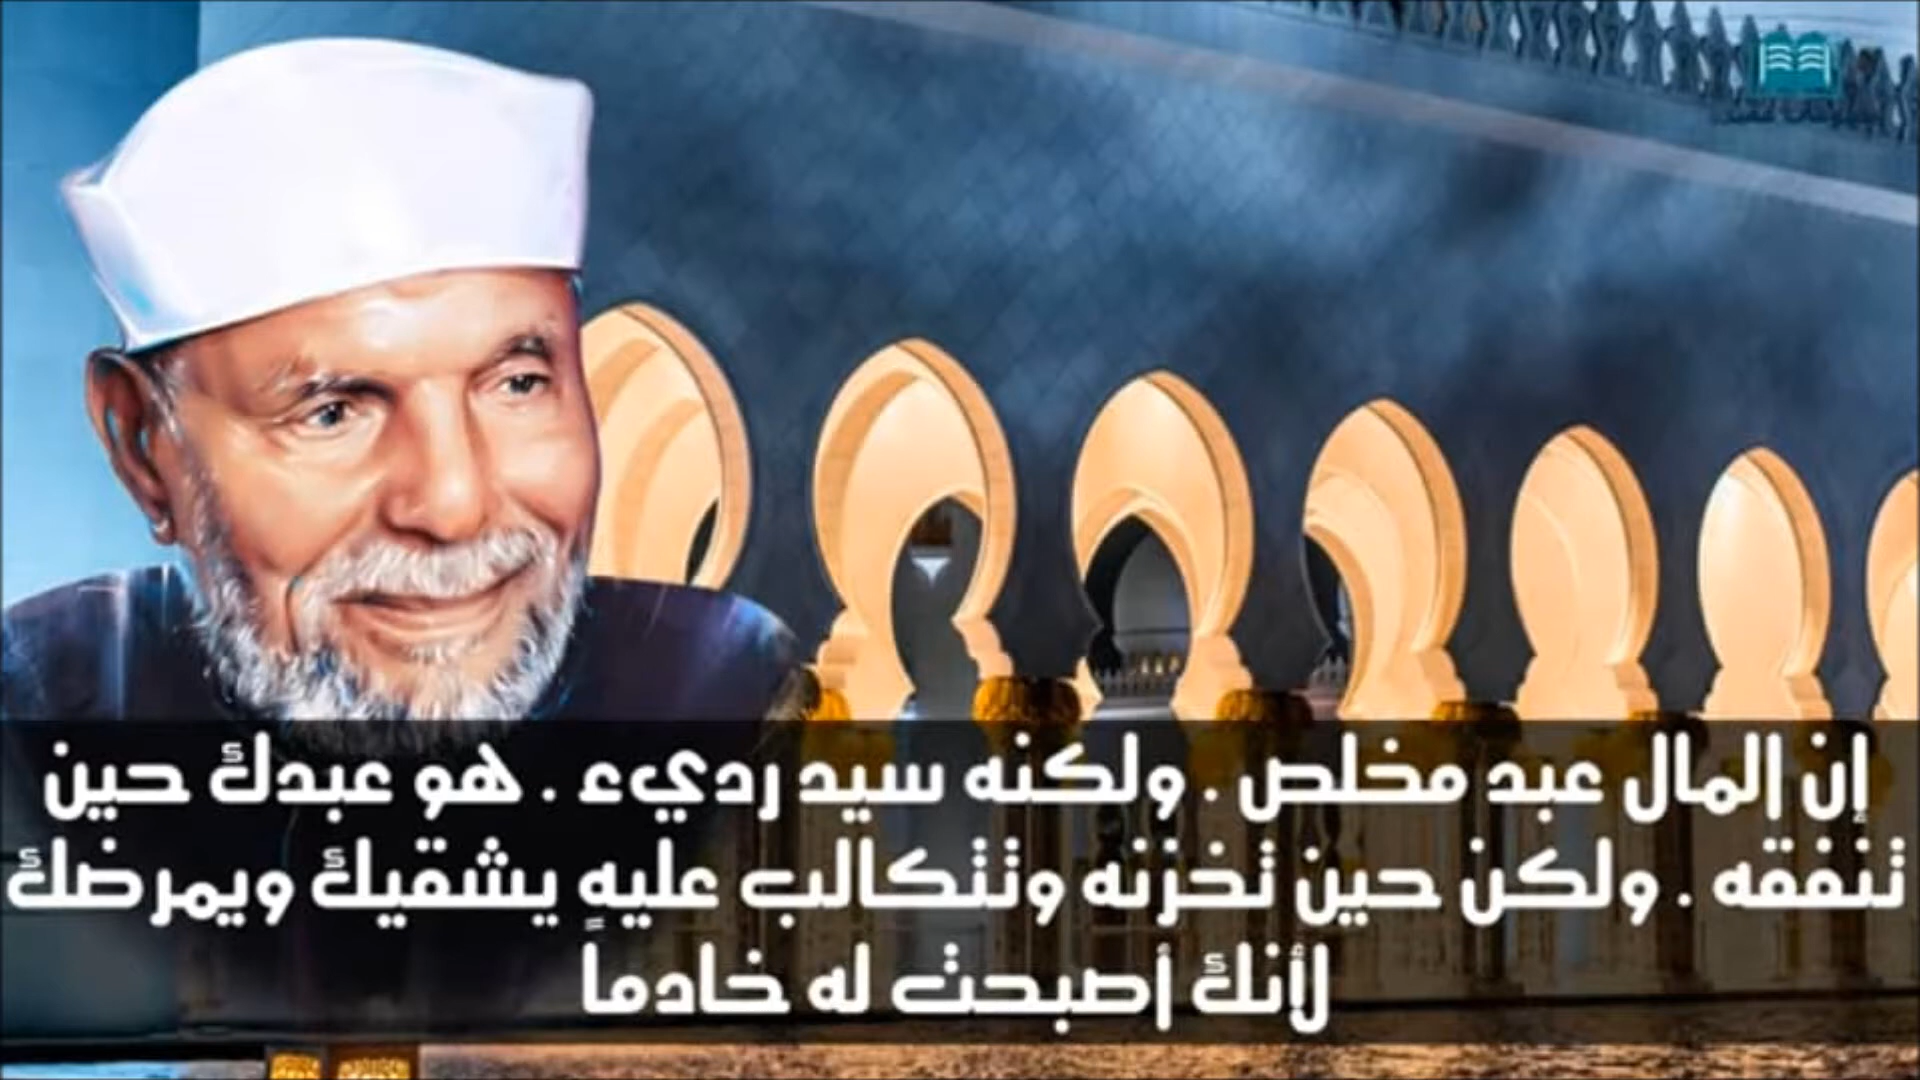 إن المال عبد مخلص . ولكنه سيد رديء . هو عبدك حين
تنفقه . ولكن حين تخزنه وتتكالب عليهٍ يشقيك ويمرضك
لأنك أصبحت له خادماً